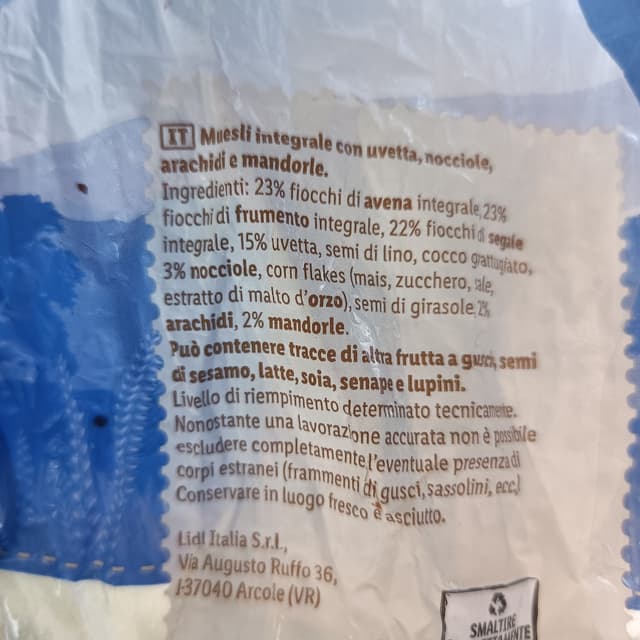 IT Muesli integrale con uvetta, nocciole,
arachidi e mandorle.
Ingredienti: 23% fiocchi di avena integrale, 23%
fiocchi di frumento integrale, 22% fiocchi di segale
integrale, 15% uvetta, semi di lino, cocco grattugiato,
3% nocciole, corn flakes (mais, zucchero, sale,
estratto di malto d'orzo), semi di girasole, 2%
arachidi, 2% mandorle.
Può contenere tracce di altra frutta a guscio, semi
di sesamo, latte, soia, senape e lupini.
Livello di riempimento determinato tecnicamente.
Nonostante una lavorazione accurata non è possibile
escludere completamente l'eventuale presenza di
corpi estranei (frammenti di gusci, sassolini, ecc.)
Conservare in luogo fresco e asciutto.
Lidl Italia S.r.l.,
Via Augusto Ruffo 36,
I-37040 Arcole (VR)
SMALTIRE